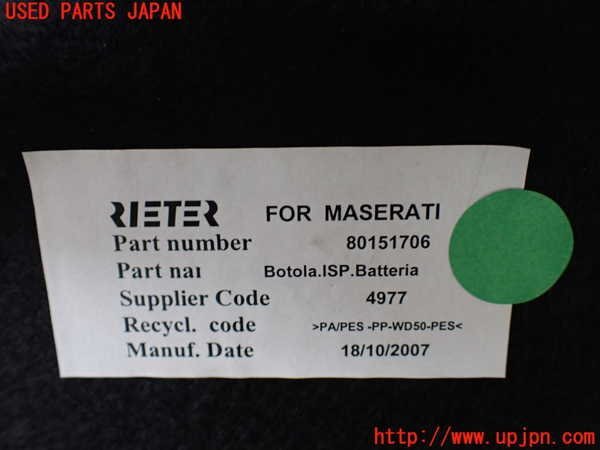 USED PARTS JAPAN
RIETER FOR MASERATI
Part number 80151706
Part nai Botola.ISP.Batteria
Supplier Code 4977
Recycl. code >PA/PES -PP-WD50-PES<
Manuf. Date 18/10/2007
http://www.upjpn.com/